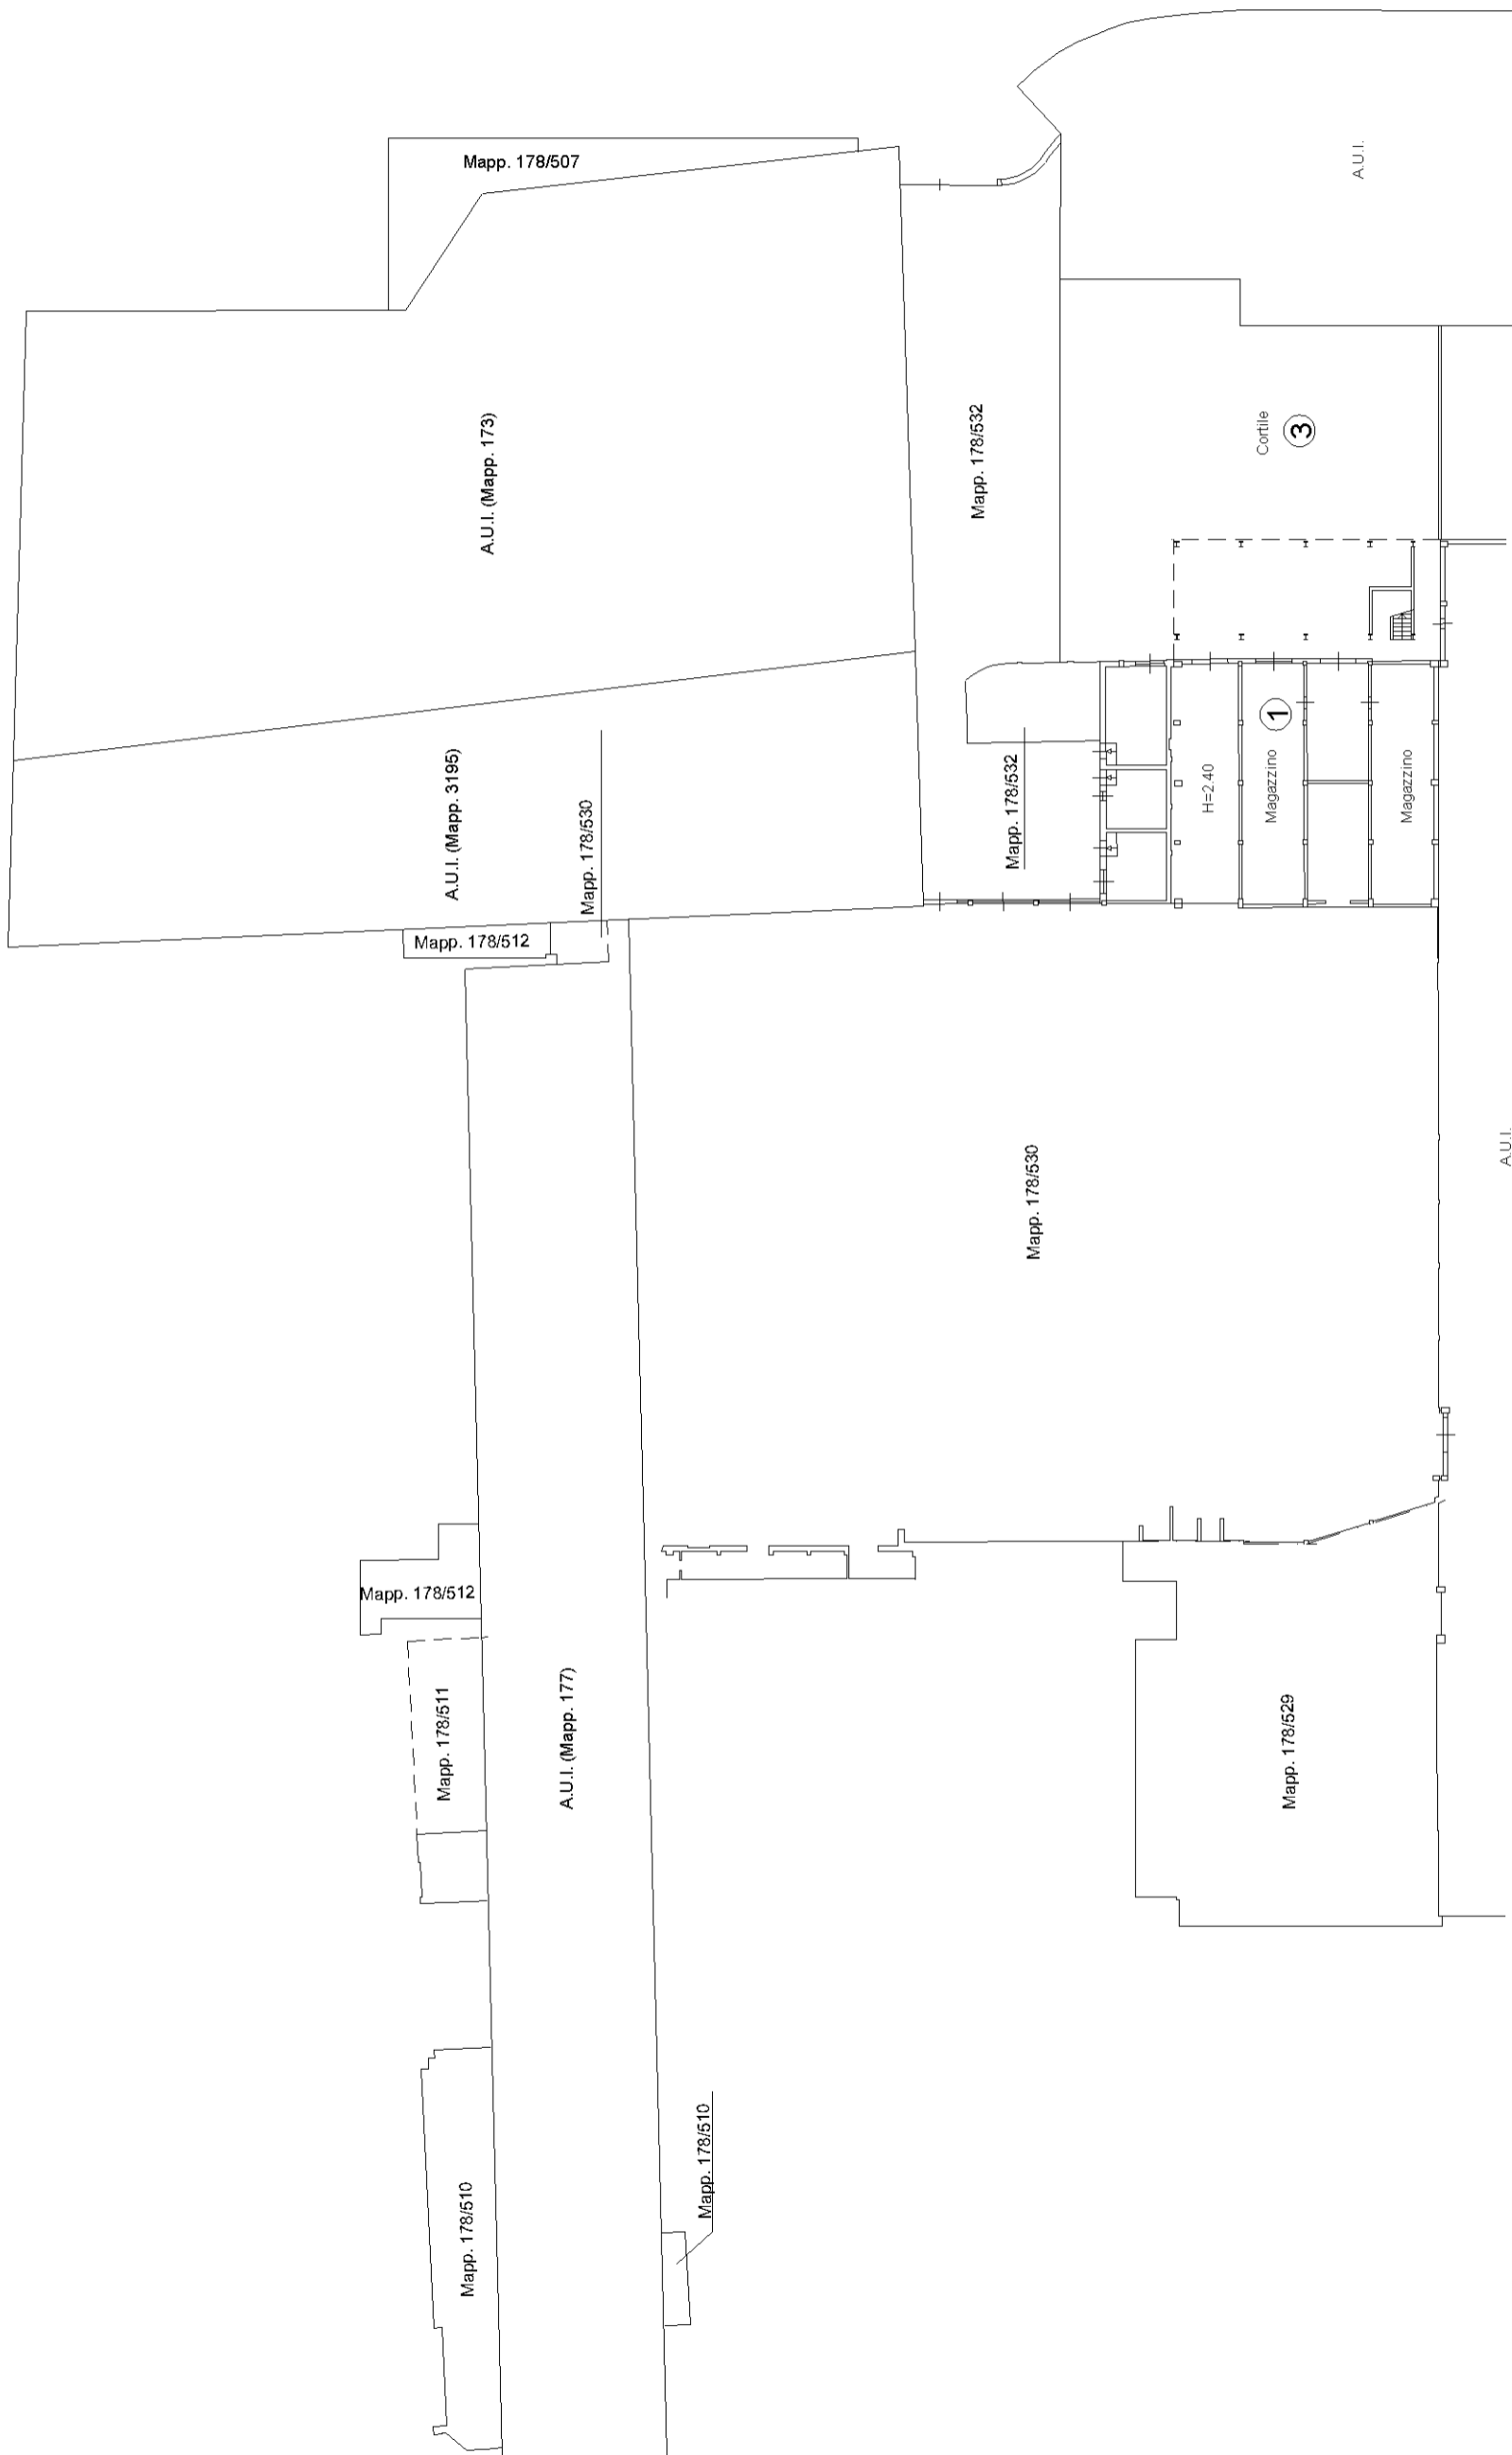 Mapp. 178/507
A.U.I.
A.U.I. (Mapp. 173)
Mapp. 178/532
Cortile
3
A.U.I. (Mapp. 3195)
Mapp. 178/530
Mapp. 178/532
H=2.40
Magazzino
1
Magazzino
Mapp. 178/512
Mapp. 178/530
A.U.I.
Mapp. 178/512
Mapp. 178/511
A.U.I. (Mapp. 177)
Mapp. 178/529
Mapp. 178/510
Mapp. 178/510